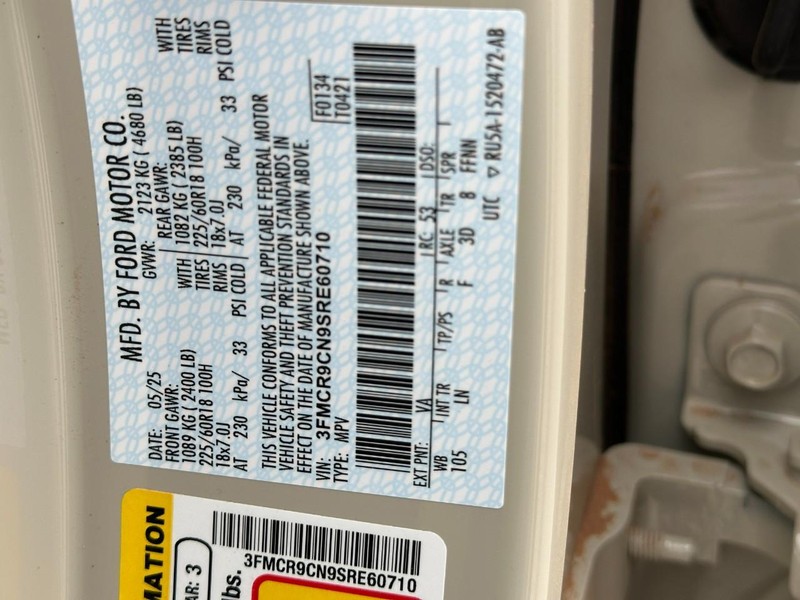 MFD. BY FORD MOTOR CO.
DATE: 05/25 GVWR: 2123 KG ( 4680 LB)
FRONT GAWR: REAR GAWR:
1089 KG ( 2400 LB) WITH 1082 KG ( 2385 LB) WITH
225/60R18 100H TIRES 225/60R18 100H TIRES
18x7.0J RIMS 18x7.0J RIMS
AT 230 kPa/ 33 PSI COLD AT 230 kPa/ 33 PSI COLD
THIS VEHICLE CONFORMS TO ALL APPLICABLE FEDERAL MOTOR
VEHICLE SAFETY AND THEFT PREVENTION STANDARDS IN
EFFECT ON THE DATE OF MANUFACTURE SHOWN ABOVE.
VIN: 3FMCR9CN9SRE60710
TYPE: MPV
F0134
T0421
EXT PNT: VA RC: 53 DSO:
WB INT TR TP/PS R AXLE TR SPR
105 LN F 3D 8 FFNN
UTC ▽ RU5A-1520472-AB
MATION
AR: 3
lbs.
3FMCR9CN9SRE60710